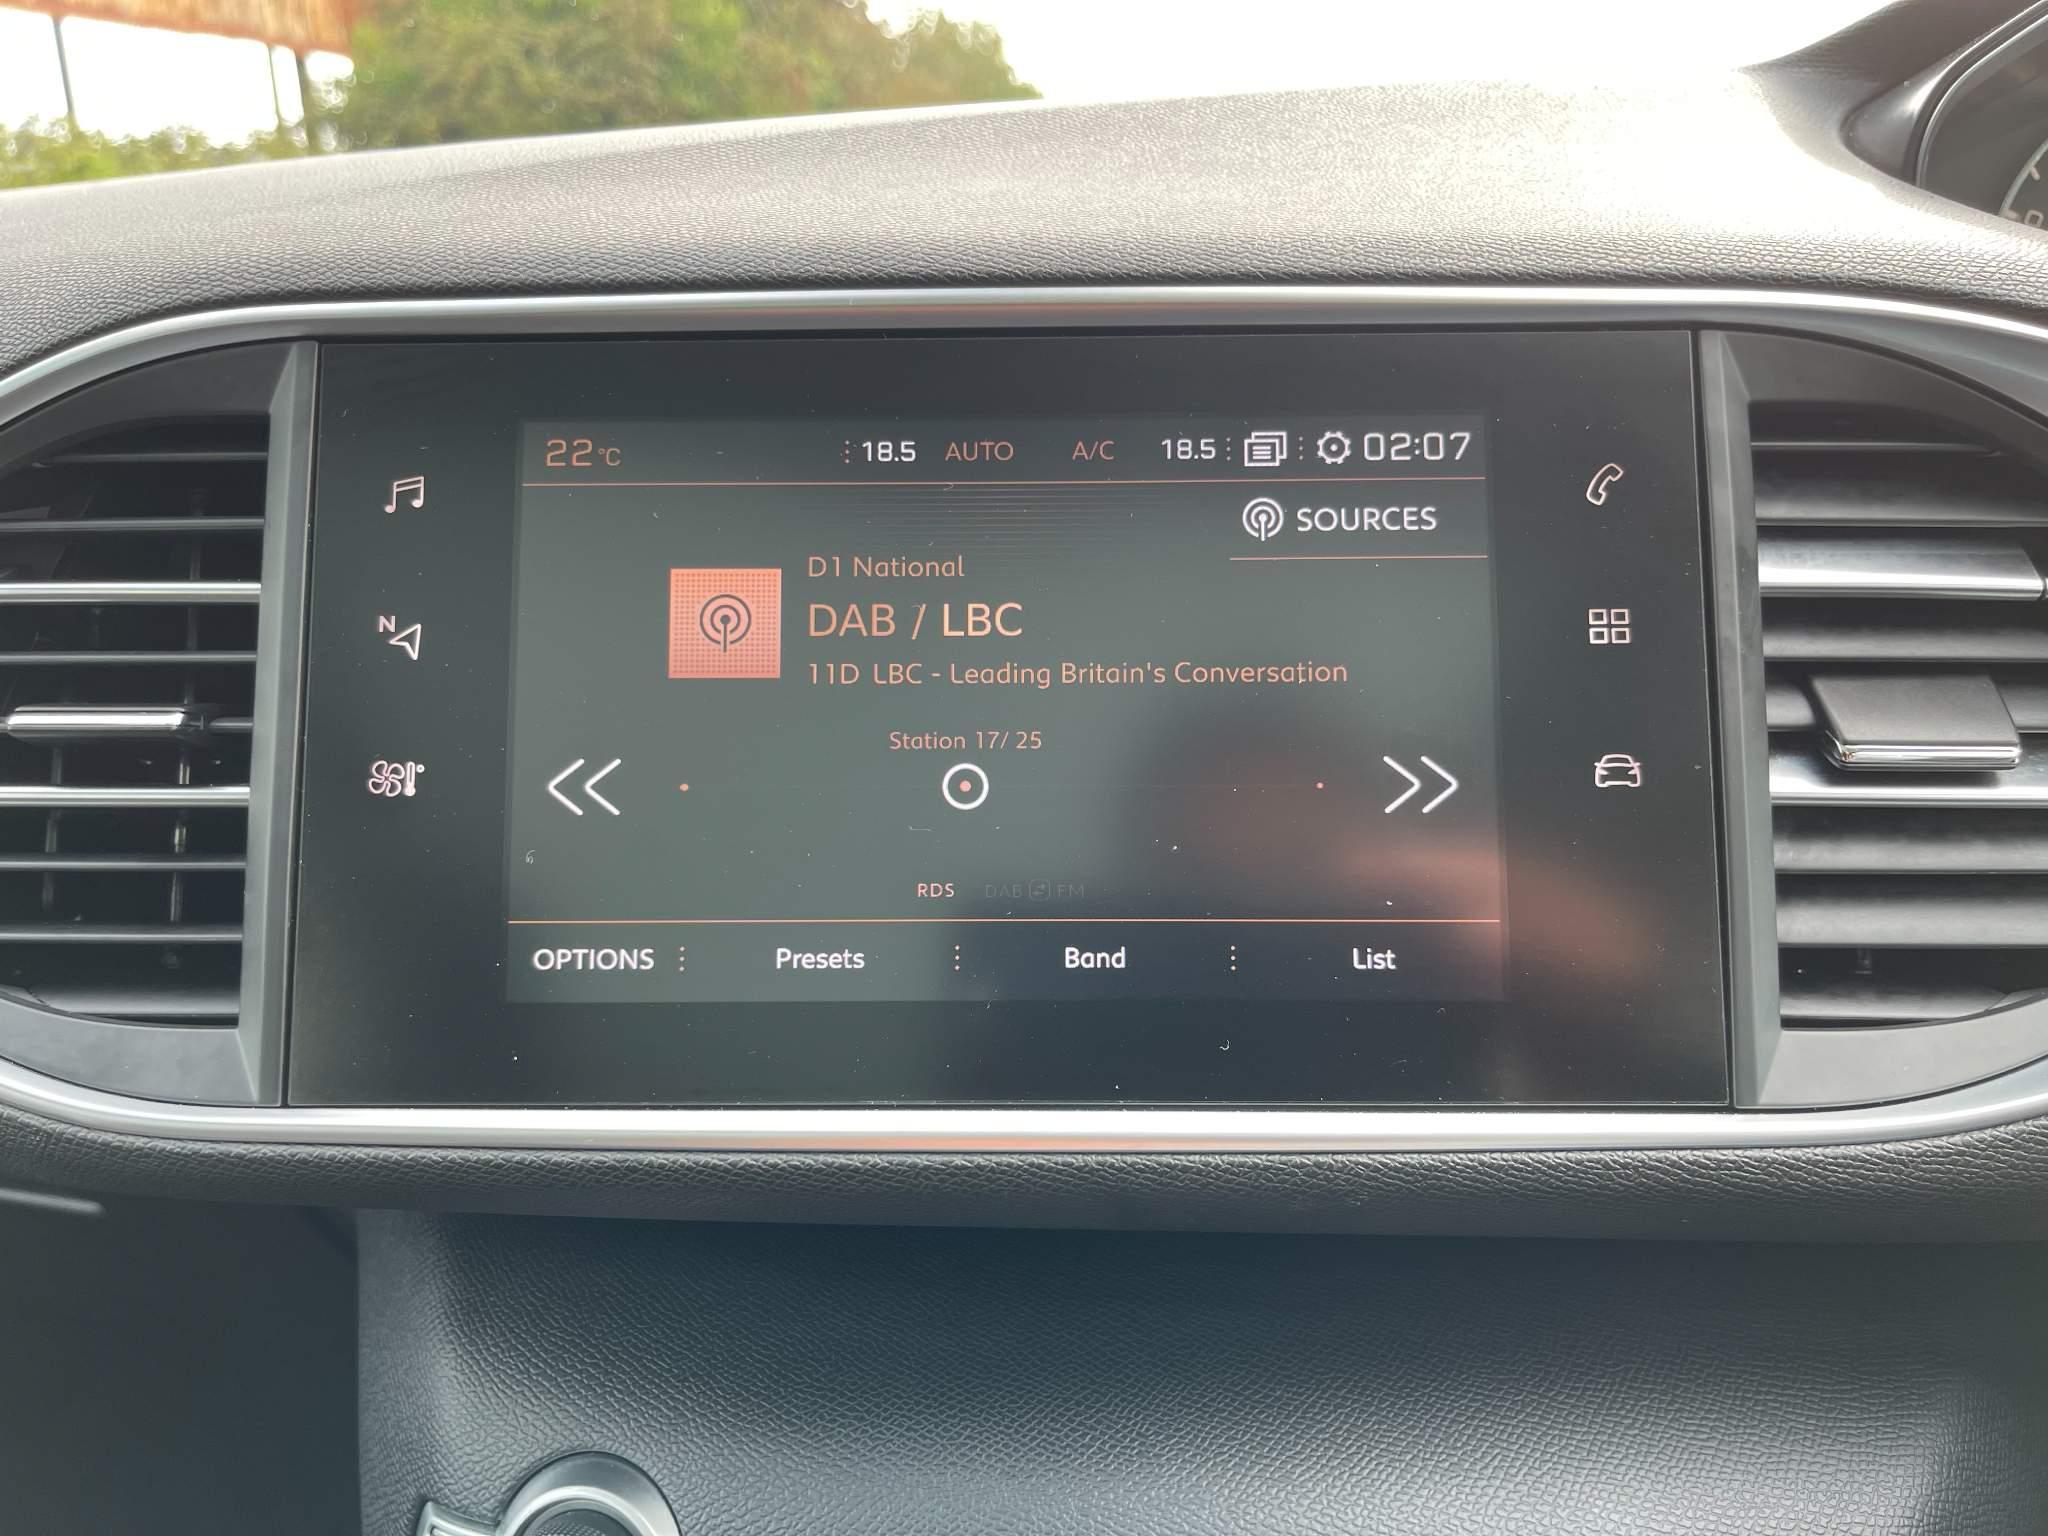 22°C 18.5 AUTO A/C 18.5 02:07
SOURCES
D1 National
DAB / LBC
11D LBC - Leading Britain's Conversation
Station 17/ 25
RDS DAB FM
OPTIONS Presets Band List
N